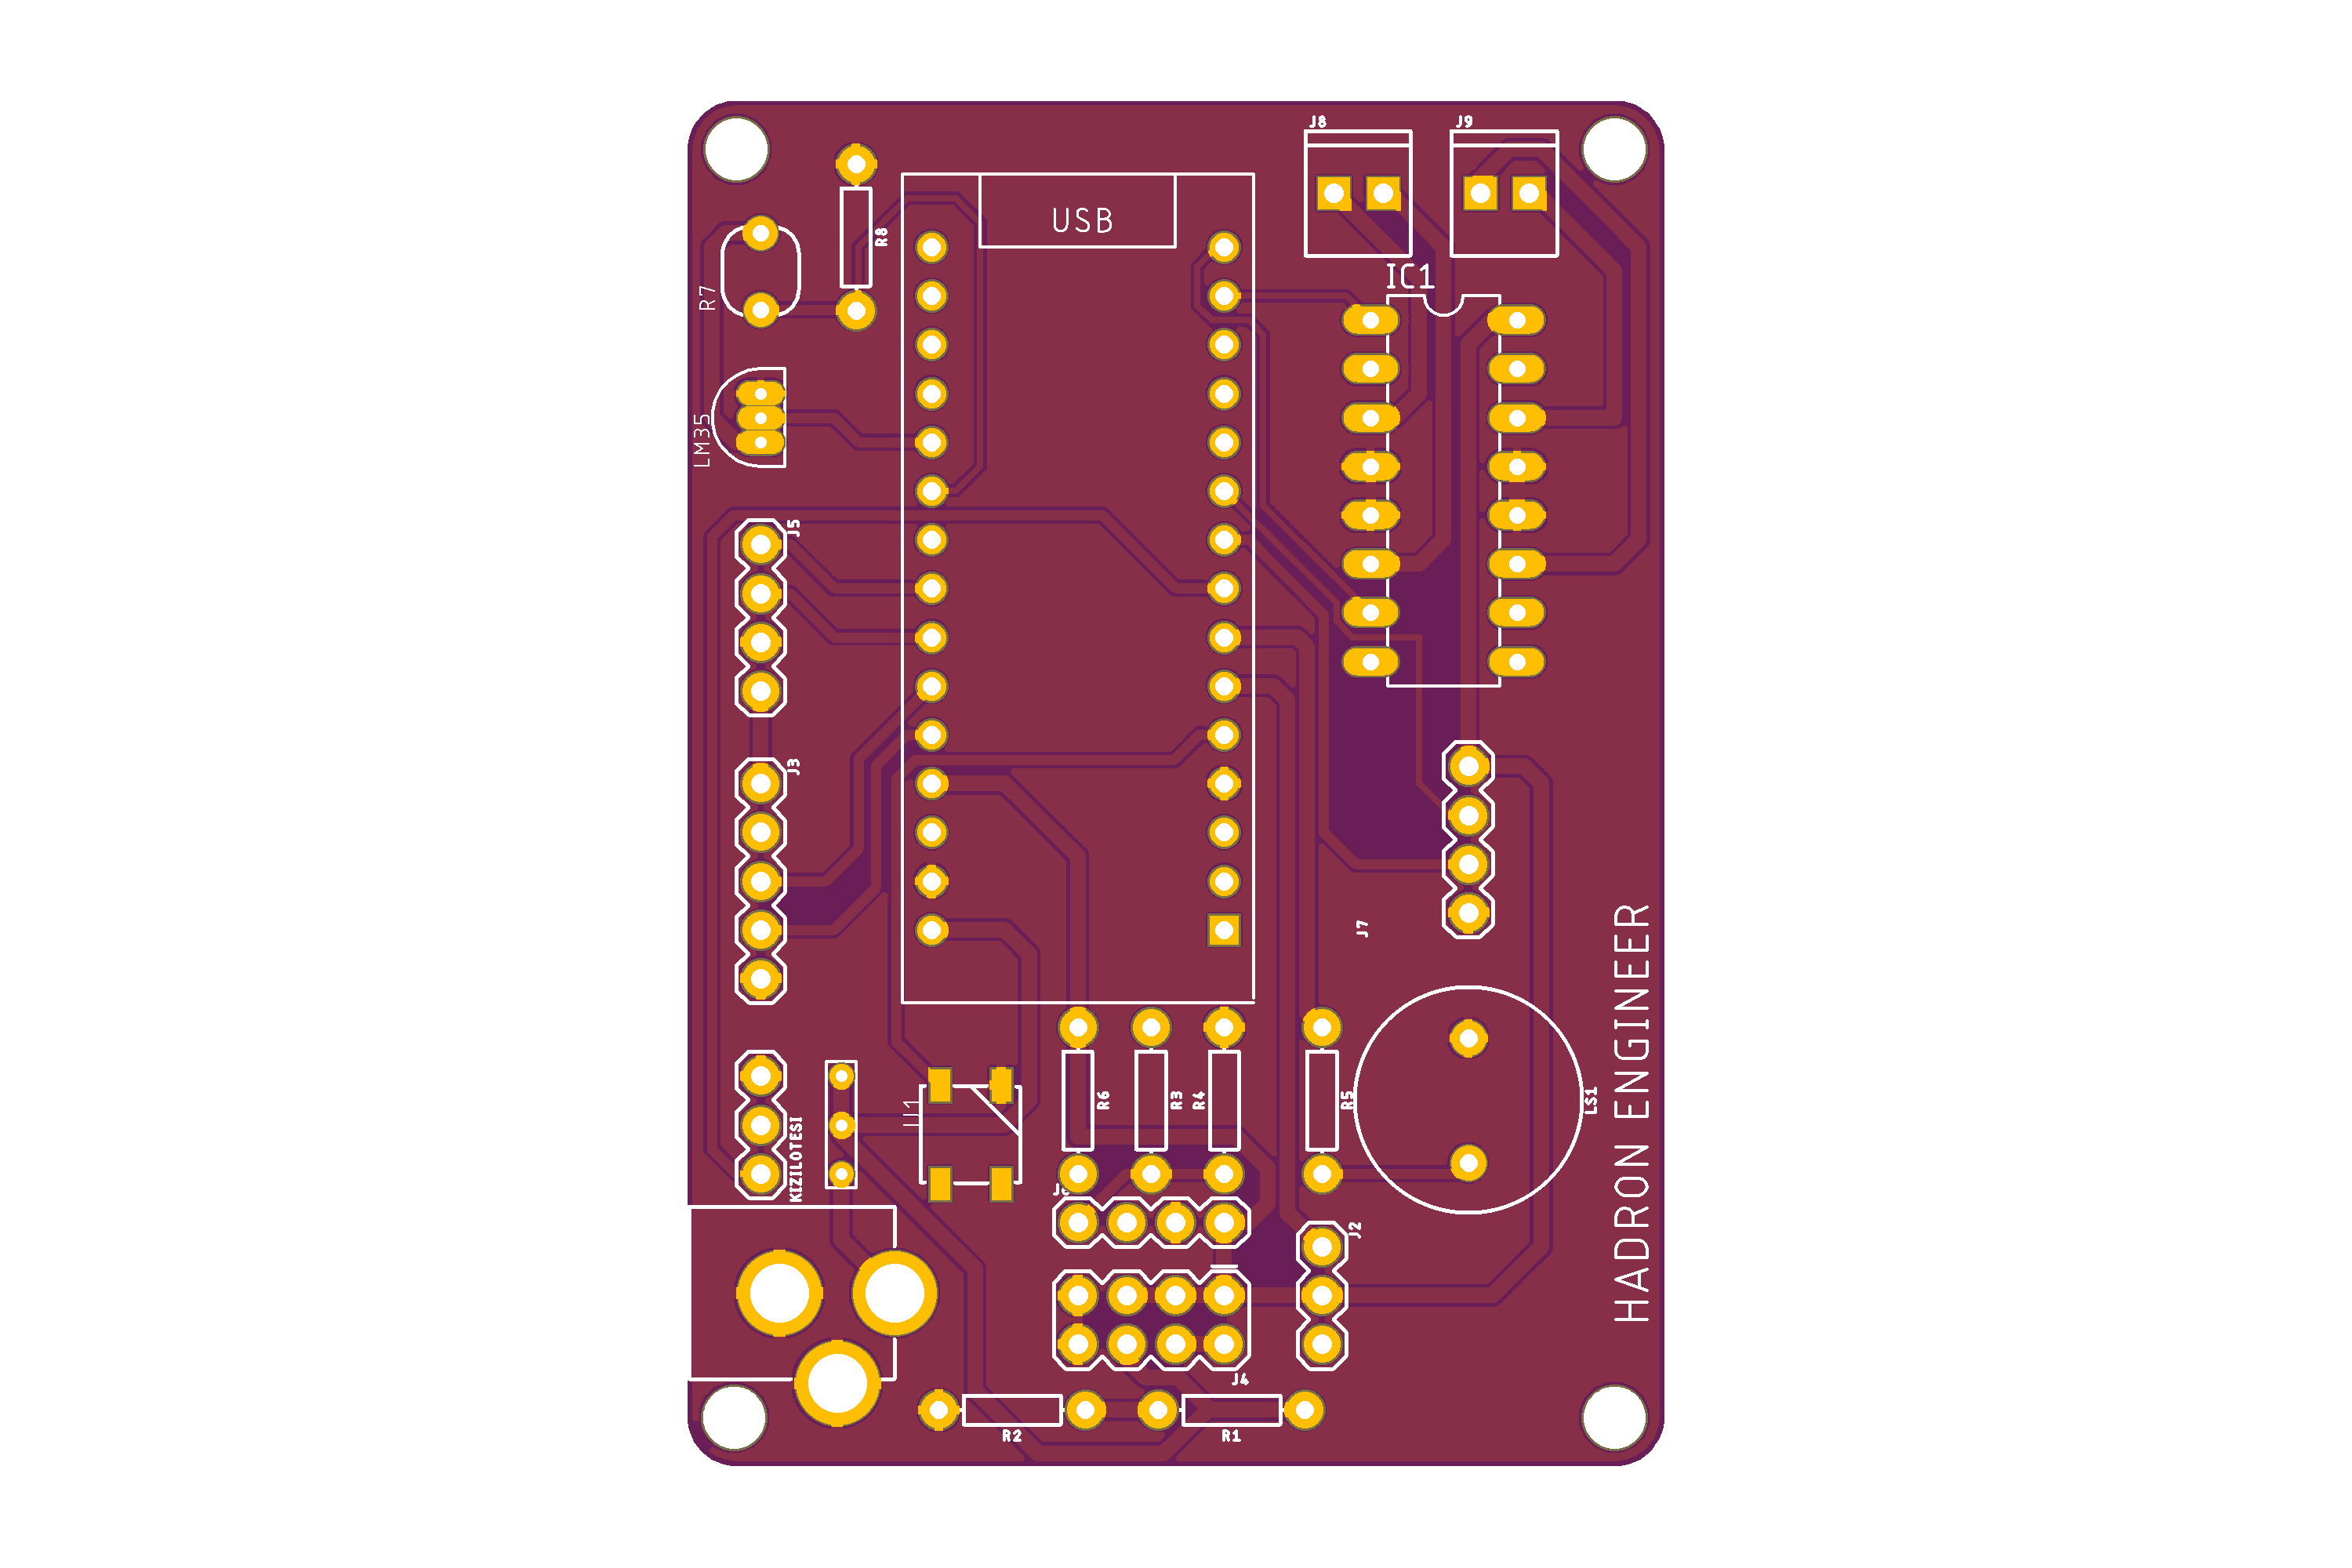 J8
J9
USB
R8
IC1
R7
LM35
J5
J3
J7
HADRON ENGINEER
U1
R6
R3
R4
R5
LS1
KIZILOTESI
J2
J4
R2
R1